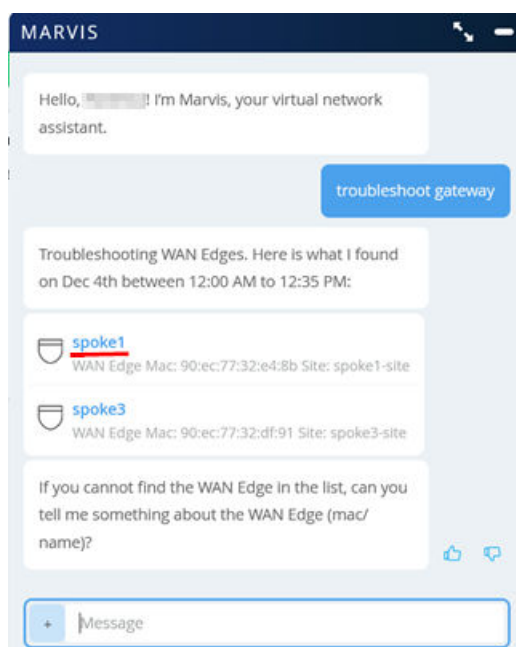 MARVIS
Hello, ! I'm Marvis, your virtual network
assistant.
troubleshoot gateway
Troubleshooting WAN Edges. Here is what I found
on Dec 4th between 12:00 AM to 12:35 PM:
spoke1
WAN Edge Mac: 90:ec:77:32:e4:8b Site: spoke1-site
spoke3
WAN Edge Mac: 90:ec:77:32:df:91 Site: spoke3-site
If you cannot find the WAN Edge in the list, can you
tell me something about the WAN Edge (mac/
name)?
+ Message